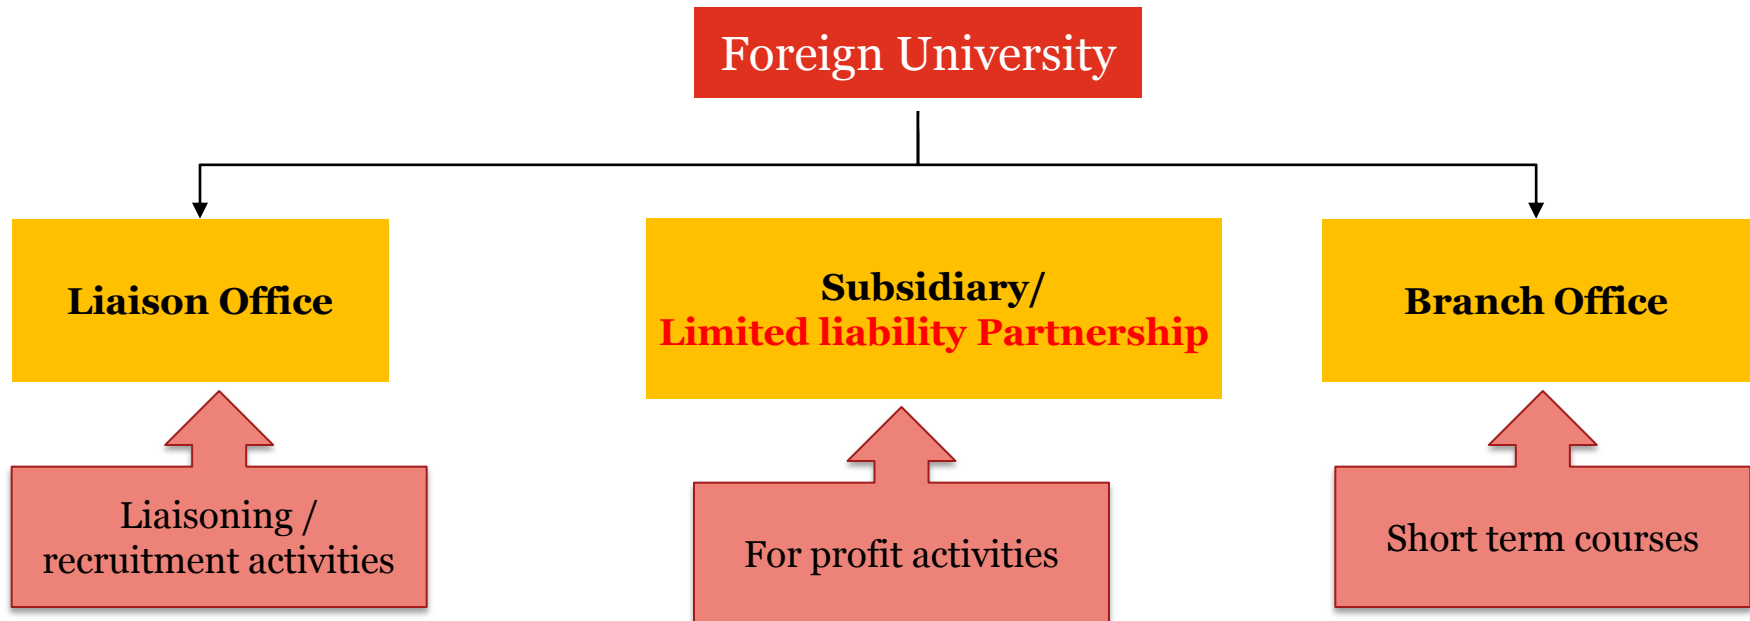 Foreign University
Liaison Office
Subsidiary/
Limited liability Partnership
Branch Office
Liaisoning /
recruitment activities
For profit activities
Short term courses